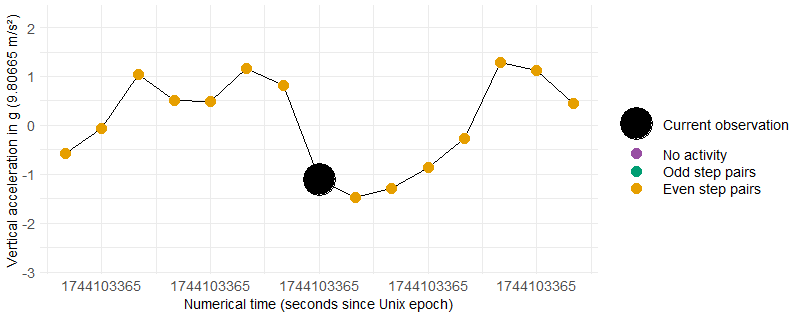 Vertical acceleration in g (9.80665 m/s²)
2
1
0
-1
-2
-3
1744103365 1744103365 1744103365 1744103365 1744103365
Numerical time (seconds since Unix epoch)
Current observation
No activity
Odd step pairs
Even step pairs